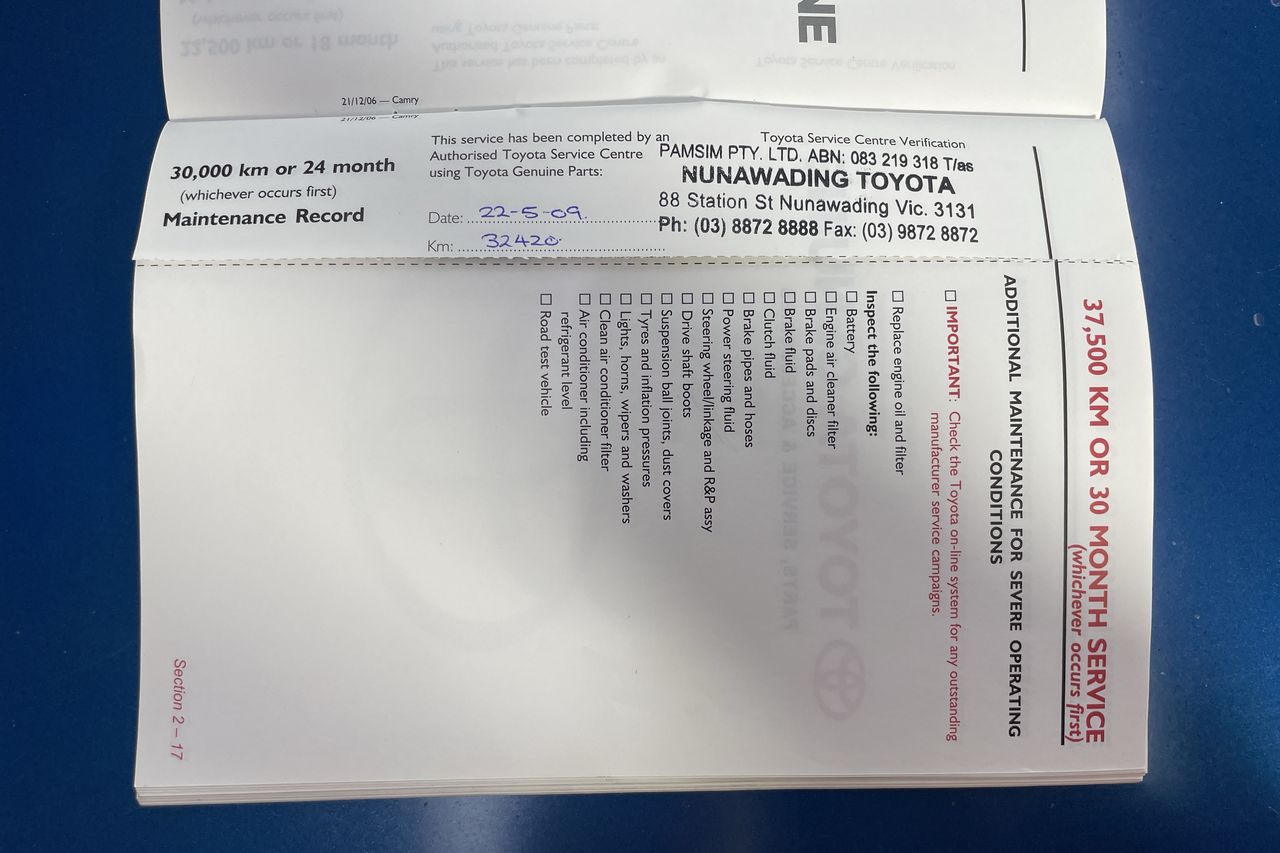 21/12/06 — Camry
21/12/06 — Camry
30,000 km or 24 month
(whichever occurs first)
Maintenance Record
This service has been completed by an
Authorised Toyota Service Centre
using Toyota Genuine Parts:
Date: 22-5-09.
Km: 32420.
Toyota Service Centre Verification
PAMSIM PTY. LTD. ABN: 083 219 318 T/as
NUNAWADING TOYOTA
88 Station St Nunawading Vic. 3131
Ph: (03) 8872 8888 Fax: (03) 9872 8872
37,500 KM OR 30 MONTH SERVICE
(whichever occurs first)
ADDITIONAL MAINTENANCE FOR SEVERE OPERATING
CONDITIONS
☐ IMPORTANT: Check the Toyota on-line system for any outstanding
manufacturer service campaigns.
☐ Replace engine oil and filter
Inspect the following:
☐ Battery
☐ Engine air cleaner filter
☐ Brake pads and discs
☐ Brake fluid
☐ Clutch fluid
☐ Brake pipes and hoses
☐ Power steering fluid
☐ Steering wheel/linkage and R&P assy
☐ Drive shaft boots
☐ Suspension ball joints, dust covers
☐ Tyres and inflation pressures
☐ Lights, horns, wipers and washers
☐ Clean air conditioner filter
☐ Air conditioner including
refrigerant level
☐ Road test vehicle
Section 2 – 17